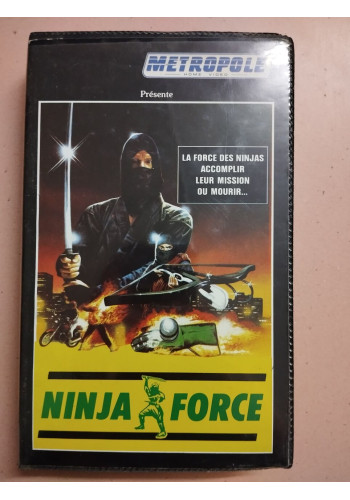 METROPOLE
HOME VIDEO
Présente
LA FORCE DES NINJAS
ACCOMPLIR
LEUR MISSION
OU MOURIR...
NINJA FORCE